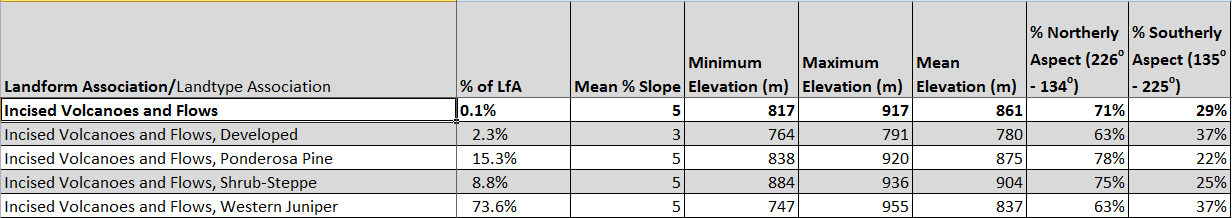 Landform Association/Landtype Association	% of LfA	Mean % Slope	Minimum Elevation (m)	Maximum Elevation (m)	Mean Elevation (m)	% Northerly Aspect (226o - 134o)	% Southerly Aspect (135o - 225o)
Incised Volcanoes and Flows	0.1%	5	817	917	861	71%	29%
Incised Volcanoes and Flows, Developed	2.3%	3	764	791	780	63%	37%
Incised Volcanoes and Flows, Ponderosa Pine	15.3%	5	838	920	875	78%	22%
Incised Volcanoes and Flows, Shrub-Steppe	8.8%	5	884	936	904	75%	25%
Incised Volcanoes and Flows, Western Juniper	73.6%	5	747	955	837	63%	37%